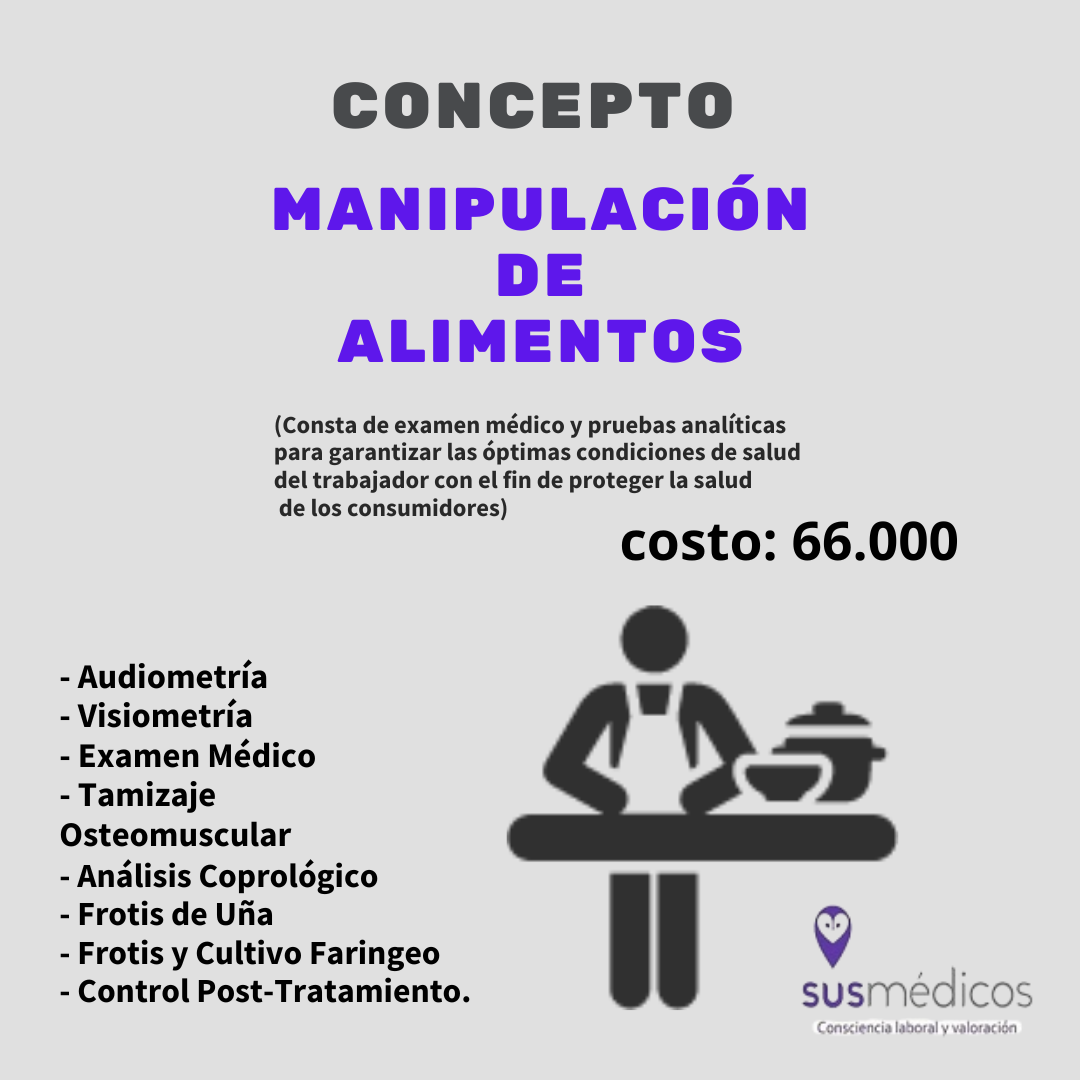 CONCEPTO
MANIPULACIÓN
DE
ALIMENTOS
(Consta de examen médico y pruebas analíticas
para garantizar las óptimas condiciones de salud
del trabajador con el fin de proteger la salud
de los consumidores)
costo: 66.000
- Audiometría
- Visiometría
- Examen Médico
- Tamizaje
Osteomuscular
- Análisis Coprológico
- Frotis de Uña
- Frotis y Cultivo Faringeo
- Control Post-Tratamiento.
susmédicos
Consciencia laboral y valoración